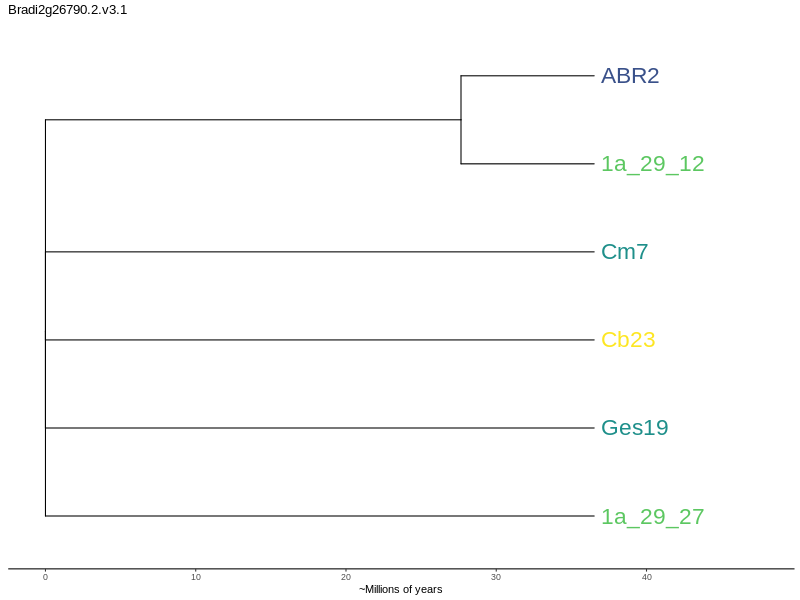 Bradi2g26790.2.v3.1
ABR2
1a_29_12
Cm7
Cb23
Ges19
1a_29_27
0 10 20 30 40
~Millions of years